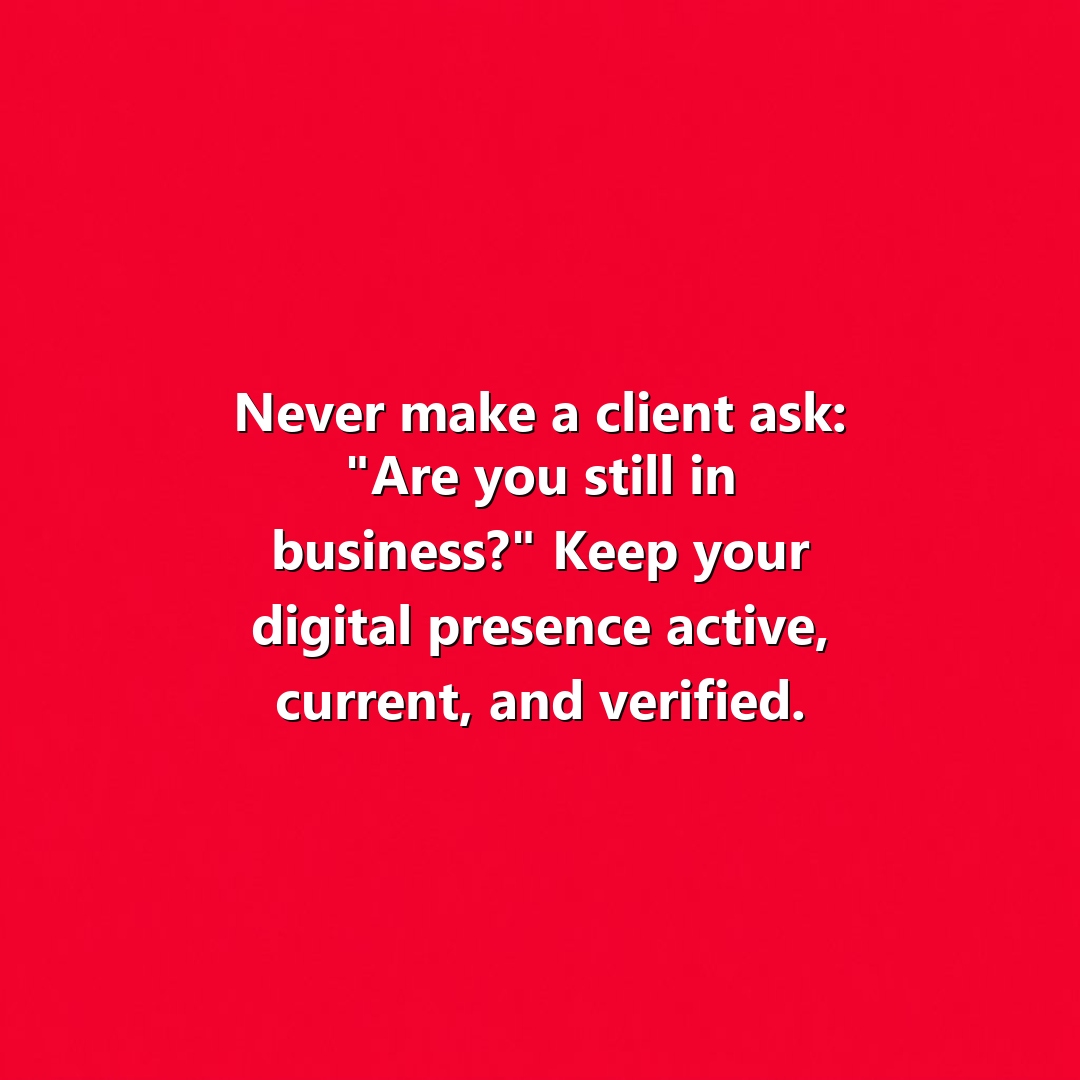 Never make a client ask:
"Are you still in
business?" Keep your
digital presence active,
current, and verified.